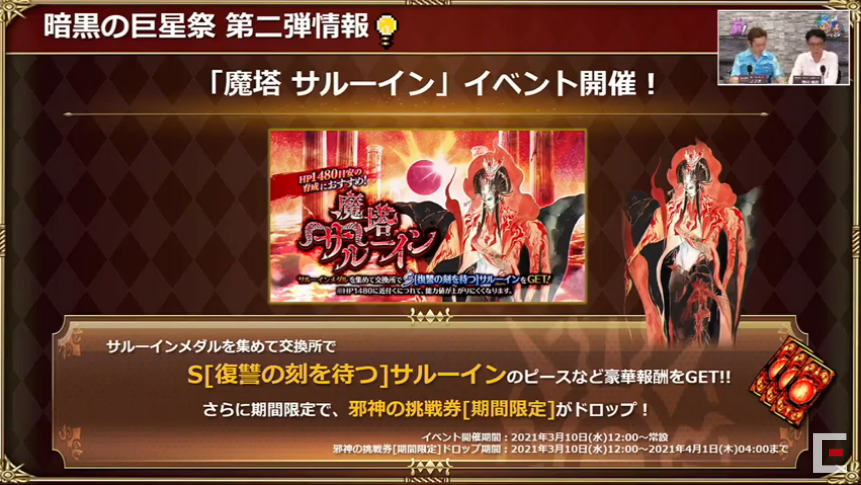 暗黒の巨星祭 第二弾情報
「魔塔 サルーイン」イベント開催！
HP1480目安の
育成におすすめ!
魔塔
サルーイン
サルーインメダルを集めて交換所で S[復讐の刻を待つ]サルーインをGET!
※HP1480に近付くにつれて、能力値が上がりにくくなります。
サルーインメダルを集めて交換所で
S[復讐の刻を待つ]サルーインのピースなど豪華報酬をGET!!
さらに期間限定で、邪神の挑戦券[期間限定]がドロップ！
イベント開催期間：2021年3月10日(水)12:00～常設
邪神の挑戦券[期間限定]ドロップ期間：2021年3月10日(水)12:00～2021年4月1日(木)04:00まで